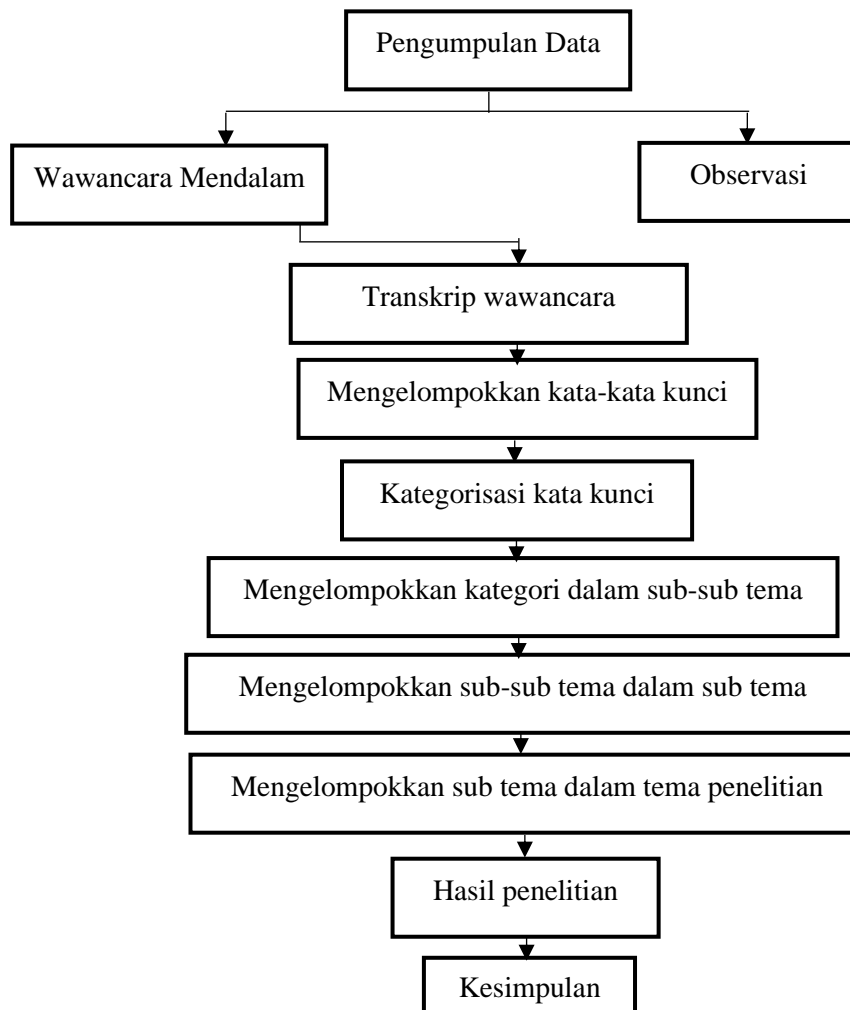 Pengumpulan Data
Wawancara Mendalam
Observasi
Transkrip wawancara
Mengelompokkan kata-kata kunci
Kategorisasi kata kunci
Mengelompokkan kategori dalam sub-sub tema
Mengelompokkan sub-sub tema dalam sub tema
Mengelompokkan sub tema dalam tema penelitian
Hasil penelitian
Kesimpulan